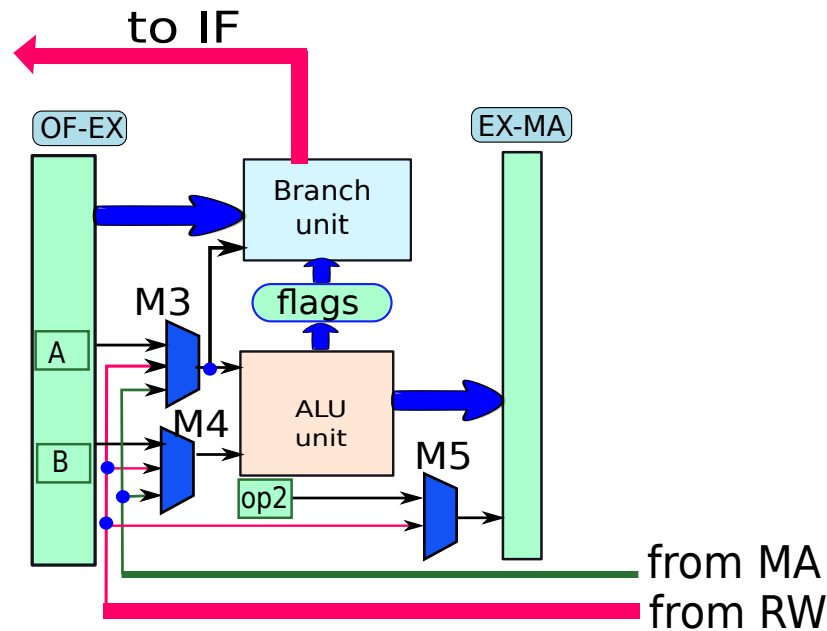 to IF
OF-EX
EX-MA
Branch
unit
M3
flags
A
ALU
unit
M4
B
M5
op2
from MA
from RW